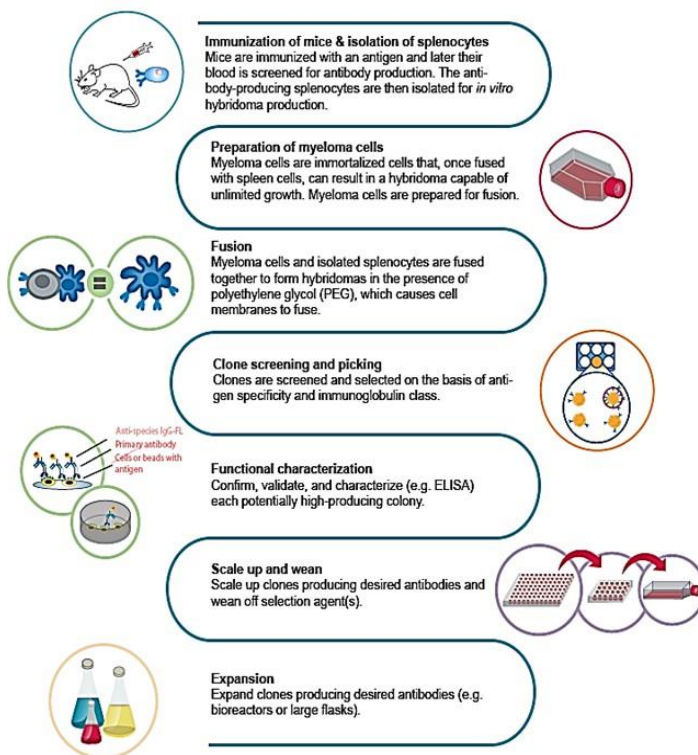 Immunization of mice & isolation of splenocytes
Mice are immunized with an antigen and later their
blood is screened for antibody production. The anti-
body-producing splenocytes are then isolated for in vitro
hybridoma production.
Preparation of myeloma cells
Myeloma cells are immortalized cells that, once fused
with spleen cells, can result in a hybridoma capable of
unlimited growth. Myeloma cells are prepared for fusion.
Fusion
Myeloma cells and isolated splenocytes are fused
together to form hybridomas in the presence of
polyethylene glycol (PEG), which causes cell
membranes to fuse.
Clone screening and picking
Clones are screened and selected on the basis of anti-
gen specificity and immunoglobulin class.
Anti-species IgG-FL
Primary antibody
Cells or beads with
antigen
Functional characterization
Confirm, validate, and characterize (e.g. ELISA)
each potentially high-producing colony.
Scale up and wean
Scale up clones producing desired antibodies and
wean off selection agent(s).
Expansion
Expand clones producing desired antibodies (e.g.
bioreactors or large flasks).